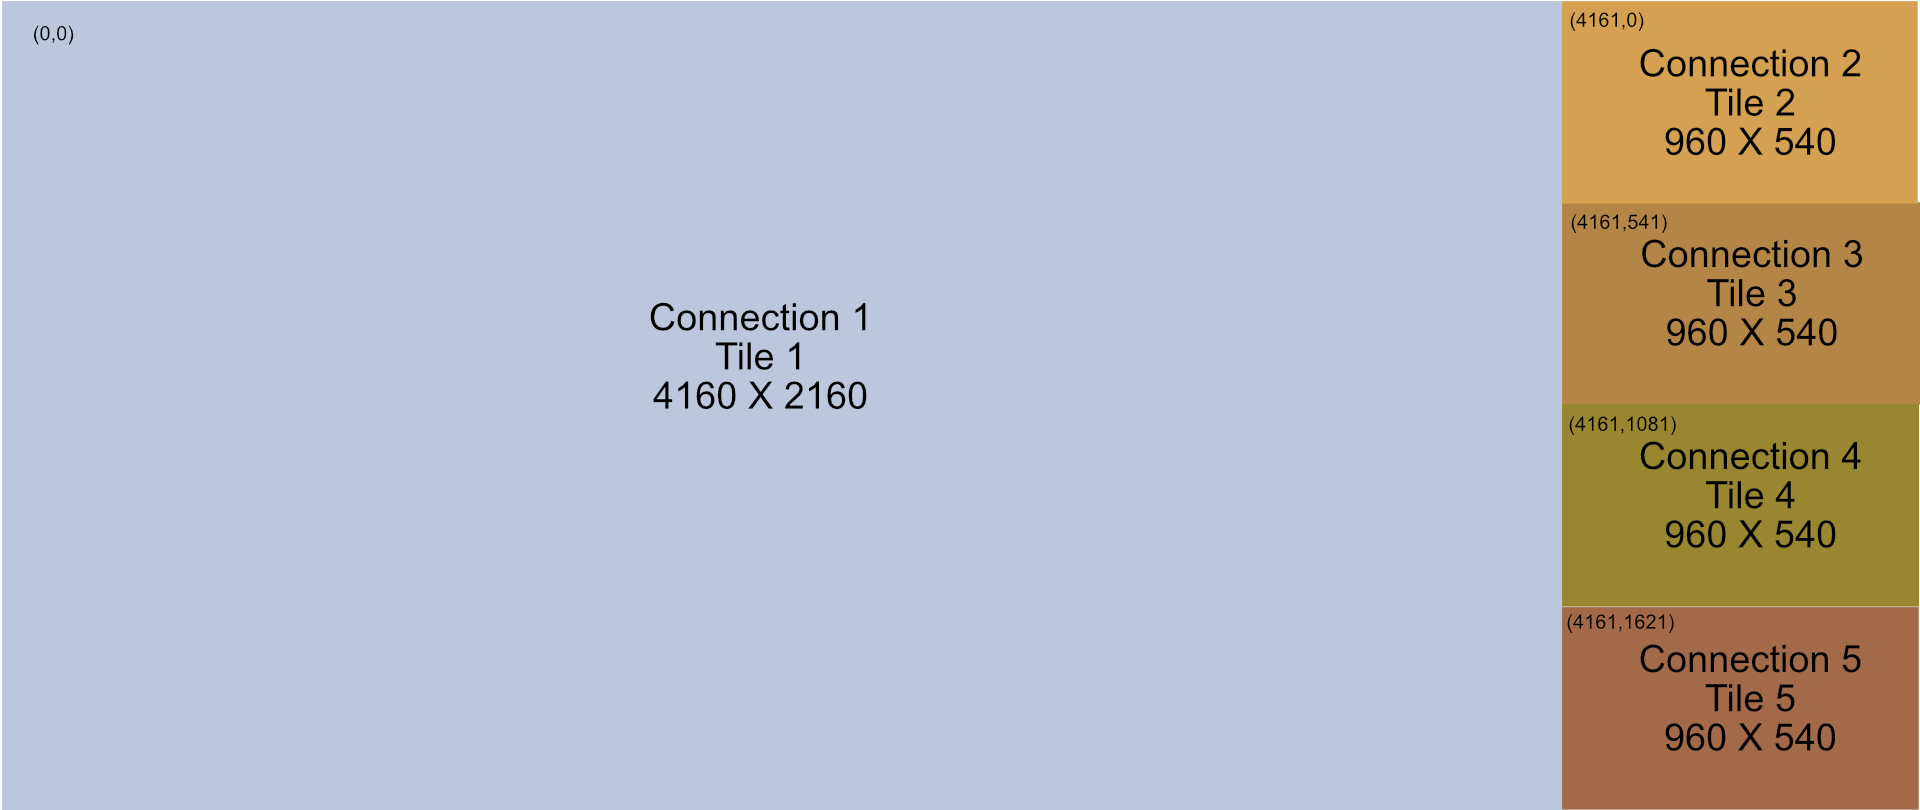 (0,0)
Connection 1
Tile 1
4160 X 2160
(4161,0)
Connection 2
Tile 2
960 X 540
(4161,541)
Connection 3
Tile 3
960 X 540
(4161,1081)
Connection 4
Tile 4
960 X 540
(4161,1621)
Connection 5
Tile 5
960 X 540